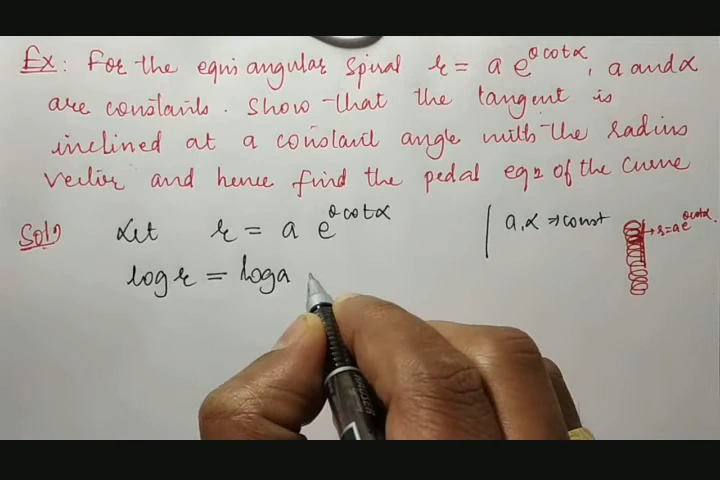 Ex: For the equiangular spiral r = a e^{θcotα}, a and α
are constants. Show that the tangent is
inclined at a constant angle with the radius
vector and hence find the pedal eqn of the curve
Soln Let r = a e^{θcotα} | a, α ⇒ const → r = a e^{θcotα}.
log r = log a